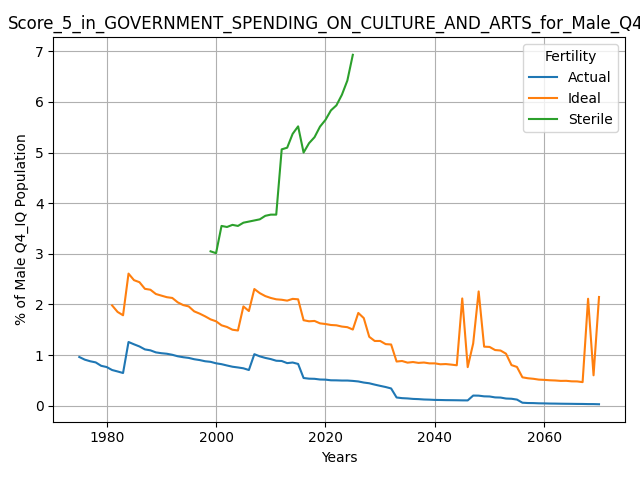 Score_5_in_GOVERNMENT_SPENDING_ON_CULTURE_AND_ARTS_for_Male_Q4
% of Male Q4_IQ Population
7
6
5
4
3
2
1
0
Fertility
Actual
Ideal
Sterile
1980 2000 2020 2040 2060
Years